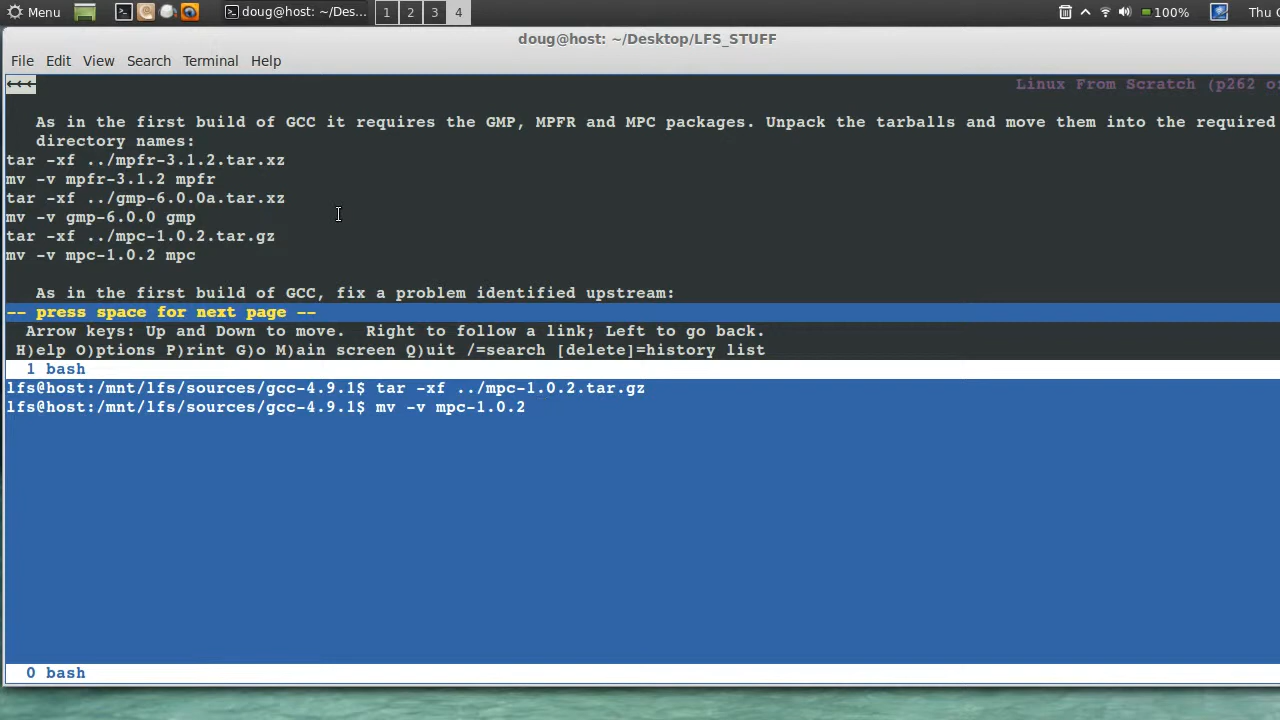 Menu doug@host: ~/Des... 1 2 3 4 100% Thu
doug@host: ~/Desktop/LFS_STUFF
File Edit View Search Terminal Help
←←← Linux From Scratch (p262 of
As in the first build of GCC it requires the GMP, MPFR and MPC packages. Unpack the tarballs and move them into the required
directory names:
tar -xf ../mpfr-3.1.2.tar.xz
mv -v mpfr-3.1.2 mpfr
tar -xf ../gmp-6.0.0a.tar.xz
mv -v gmp-6.0.0 gmp
tar -xf ../mpc-1.0.2.tar.gz
mv -v mpc-1.0.2 mpc
As in the first build of GCC, fix a problem identified upstream:
-- press space for next page --
Arrow keys: Up and Down to move. Right to follow a link; Left to go back.
H)elp O)ptions P)rint G)o M)ain screen Q)uit /=search [delete]=history list
1 bash
lfs@host:/mnt/lfs/sources/gcc-4.9.1$ tar -xf ../mpc-1.0.2.tar.gz
lfs@host:/mnt/lfs/sources/gcc-4.9.1$ mv -v mpc-1.0.2
0 bash